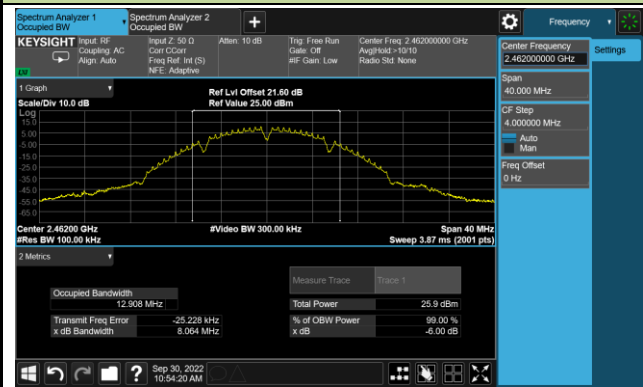 Spectrum Analyzer 1
Occupied BW
Spectrum Analyzer 2
Occupied BW
+
Frequency
KEYSIGHT
Input: RF
Coupling: AC
Align: Auto
Input Z: 50 Ω
Corr CCorr
Freq Ref: Int (S)
NFE: Adaptive
Atten: 10 dB
Trig: Free Run
Gate: Off
#IF Gain: Low
Center Freq: 2.462000000 GHz
Avg|Hold:>10/10
Radio Std: None
Center Frequency
2.462000000 GHz
Settings
Span
40.000 MHz
CF Step
4.000000 MHz
Auto
Man
Freq Offset
0 Hz
1 Graph
Scale/Div 10.0 dB
Ref Lvl Offset 21.60 dB
Ref Value 25.00 dBm
Log
15.0
5.00
-5.00
-15.0
-25.0
-35.0
-45.0
-55.0
-65.0
Center 2.46200 GHz
#Res BW 100.00 kHz
#Video BW 300.00 kHz
Span 40 MHz
Sweep 3.87 ms (2001 pts)
2 Metrics
Measure Trace
Trace 1
Occupied Bandwidth
12.908 MHz
Total Power
25.9 dBm
Transmit Freq Error
-25.228 kHz
% of OBW Power
99.00 %
x dB Bandwidth
8.064 MHz
x dB
-6.00 dB
?
Sep 30, 2022
10:54:20 AM